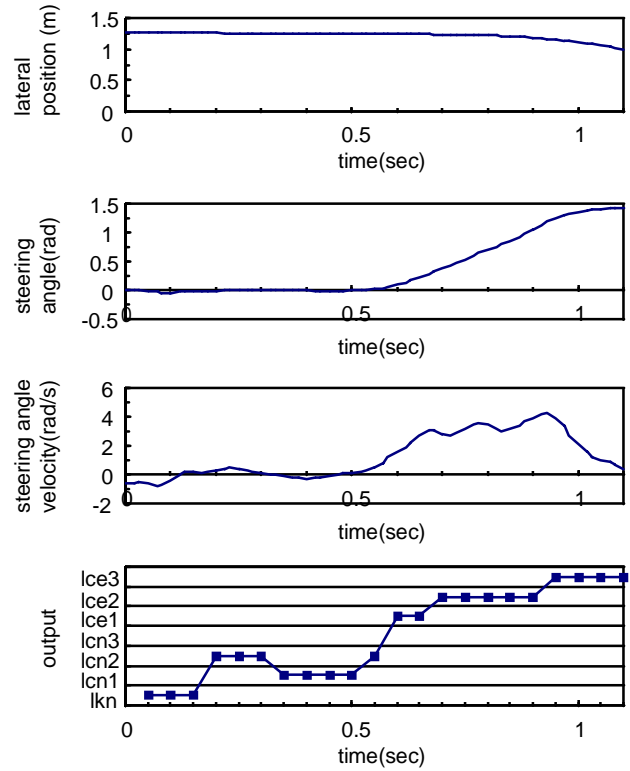 lateral
position (m)
1.5
1
0.5
0
0
0.5
1
time(sec)
steering
angle(rad)
1.5
1
0.5
0
-0.5
0
0.5
1
time(sec)
steering angle
velocity(rad/s)
6
4
2
0
-2
0
0.5
1
time(sec)
output
lce3
lce2
lce1
lcn3
lcn2
lcn1
lkn
0
0.5
1
time(sec)